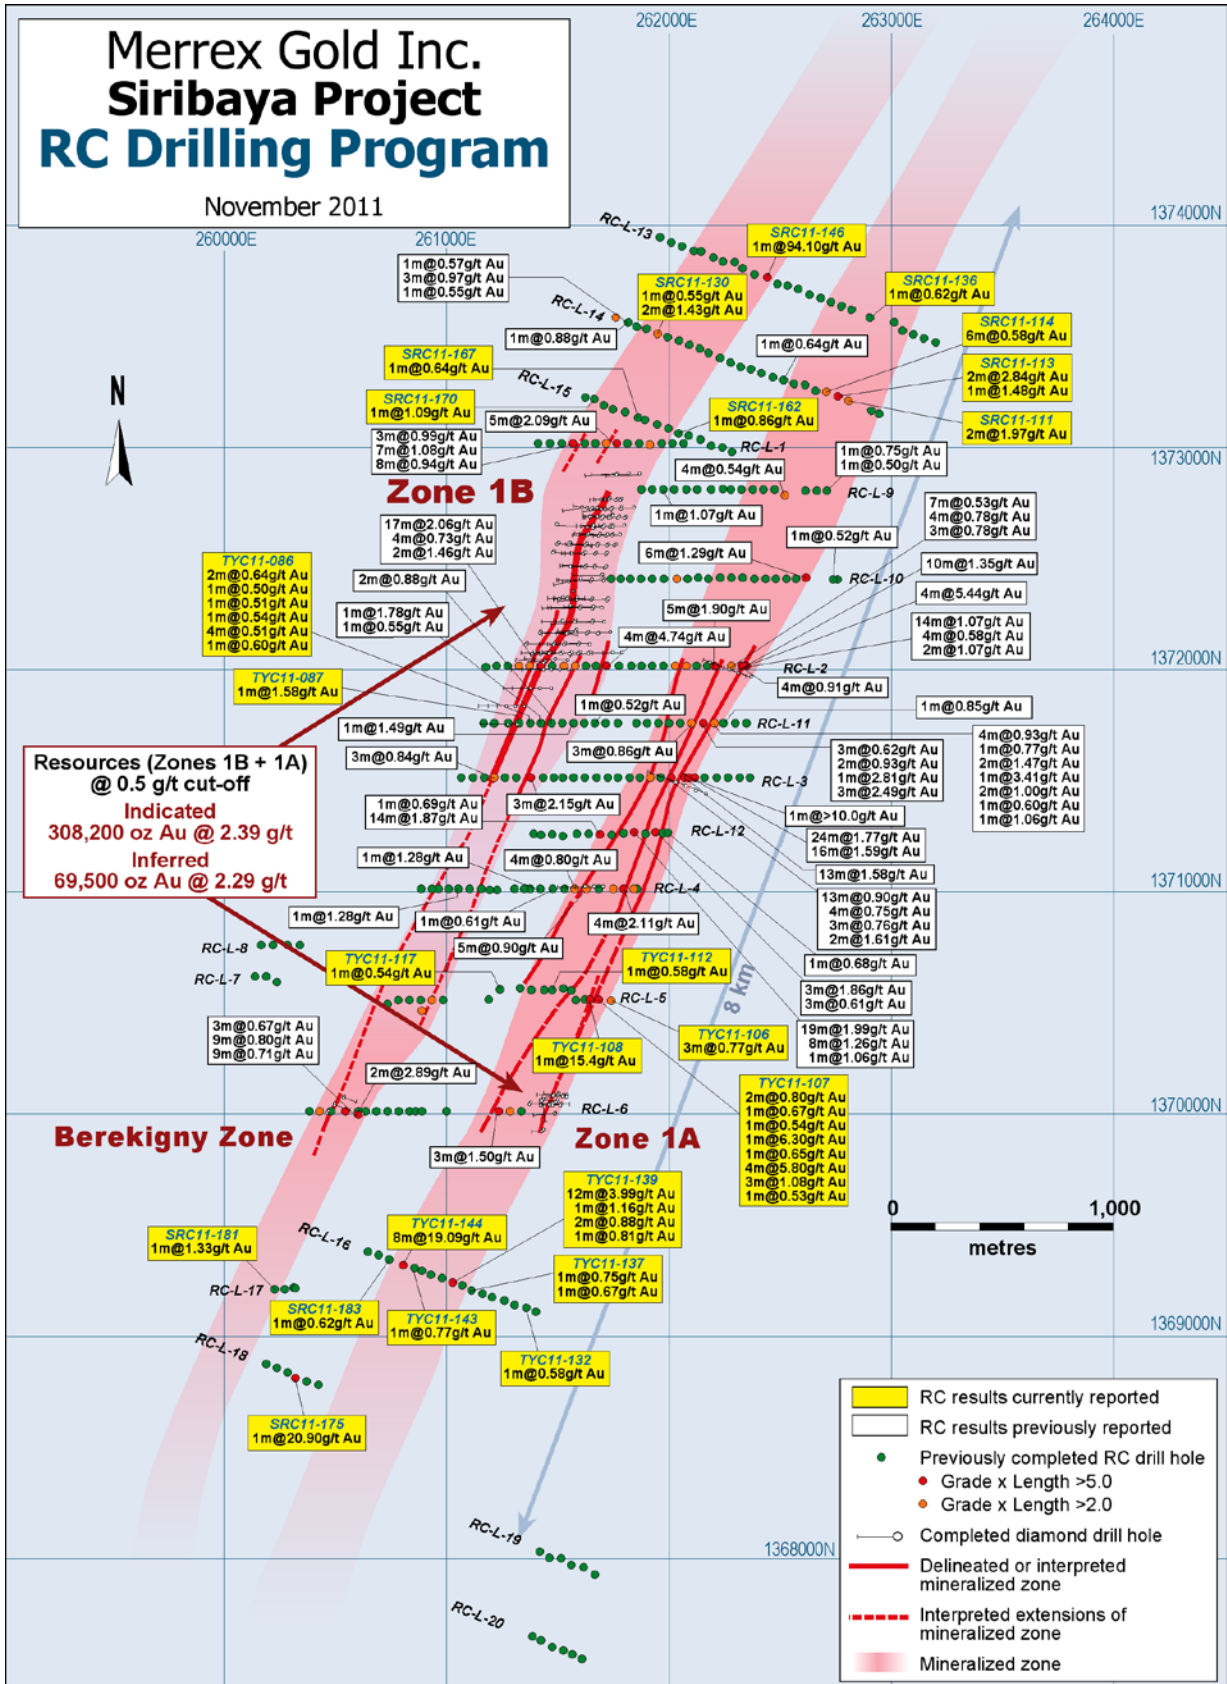 Merrex Gold Inc.
Siribaya Project
RC Drilling Program
November 2011
262000E
263000E
264000E
260000E
261000E
1374000N
RC-L-13
SRC11-146
1m@94.10g/t Au
1m@0.57g/t Au
3m@0.97g/t Au
1m@0.55g/t Au
SRC11-130
1m@0.55g/t Au
2m@1.43g/t Au
SRC11-136
1m@0.62g/t Au
RC-L-14
1m@0.88g/t Au
1m@0.64g/t Au
SRC11-114
6m@0.58g/t Au
SRC11-167
1m@0.64g/t Au
SRC11-113
2m@2.84g/t Au
1m@1.48g/t Au
RC-L-15
SRC11-170
1m@1.09g/t Au
SRC11-162
1m@0.86g/t Au
SRC11-111
2m@1.97g/t Au
N
5m@2.09g/t Au
3m@0.99g/t Au
7m@1.08g/t Au
8m@0.94g/t Au
RC-L-1
1373000N
1m@0.75g/t Au
1m@0.50g/t Au
4m@0.54g/t Au
Zone 1B
RC-L-9
1m@1.07g/t Au
7m@0.53g/t Au
4m@0.78g/t Au
3m@0.78g/t Au
17m@2.06g/t Au
4m@0.73g/t Au
2m@1.46g/t Au
1m@0.52g/t Au
6m@1.29g/t Au
10m@1.35g/t Au
TYC11-086
2m@0.64g/t Au
1m@0.50g/t Au
1m@0.51g/t Au
1m@0.54g/t Au
4m@0.51g/t Au
1m@0.60g/t Au
2m@0.88g/t Au
RC-L-10
4m@5.44g/t Au
1m@1.78g/t Au
1m@0.55g/t Au
5m@1.90g/t Au
14m@1.07g/t Au
4m@0.58g/t Au
2m@1.07g/t Au
4m@4.74g/t Au
RC-L-2
1372000N
TYC11-087
1m@1.58g/t Au
4m@0.91g/t Au
1m@0.52g/t Au
1m@0.85g/t Au
1m@1.49g/t Au
RC-L-11
3m@0.84g/t Au
3m@0.86g/t Au
3m@0.62g/t Au
2m@0.93g/t Au
1m@2.81g/t Au
3m@2.49g/t Au
4m@0.93g/t Au
1m@0.77g/t Au
2m@1.47g/t Au
1m@3.41g/t Au
2m@1.00g/t Au
1m@0.60g/t Au
1m@1.06g/t Au
Resources (Zones 1B + 1A)
@ 0.5 g/t cut-off
Indicated
308,200 oz Au @ 2.39 g/t
Inferred
69,500 oz Au @ 2.29 g/t
RC-L-3
1m@0.69g/t Au
14m@1.87g/t Au
3m@2.15g/t Au
1m@>10.0g/t Au
RC-L-12
24m@1.77g/t Au
16m@1.59g/t Au
1m@1.28g/t Au
4m@0.80g/t Au
13m@1.58g/t Au
RC-L-4
1371000N
1m@1.28g/t Au
1m@0.61g/t Au
4m@2.11g/t Au
13m@0.90g/t Au
4m@0.75g/t Au
3m@0.76g/t Au
2m@1.61g/t Au
RC-L-8
5m@0.90g/t Au
TYC11-117
1m@0.54g/t Au
TYC11-112
1m@0.58g/t Au
1m@0.68g/t Au
RC-L-7
8 km
3m@1.86g/t Au
3m@0.61g/t Au
RC-L-5
3m@0.67g/t Au
9m@0.80g/t Au
9m@0.71g/t Au
TYC11-108
1m@15.4g/t Au
TYC11-106
3m@0.77g/t Au
19m@1.99g/t Au
8m@1.26g/t Au
1m@1.06g/t Au
2m@2.89g/t Au
TYC11-107
2m@0.80g/t Au
1m@0.67g/t Au
1m@0.54g/t Au
1m@6.30g/t Au
1m@0.65g/t Au
4m@5.80g/t Au
3m@1.08g/t Au
1m@0.53g/t Au
RC-L-6
1370000N
Berekigny Zone
Zone 1A
3m@1.50g/t Au
TYC11-139
12m@3.99g/t Au
1m@1.16g/t Au
2m@0.88g/t Au
1m@0.81g/t Au
0
1,000
metres
SRC11-181
1m@1.33g/t Au
RC-L-16
TYC11-144
8m@19.09g/t Au
TYC11-137
1m@0.75g/t Au
1m@0.67g/t Au
RC-L-17
SRC11-183
1m@0.62g/t Au
TYC11-143
1m@0.77g/t Au
1369000N
RC-L-18
TYC11-132
1m@0.58g/t Au
SRC11-175
1m@20.90g/t Au
RC-L-19
1368000N
RC-L-20
RC results currently reported
RC results previously reported
Previously completed RC drill hole
Grade x Length >5.0
Grade x Length >2.0
Completed diamond drill hole
Delineated or interpreted
mineralized zone
Interpreted extensions of
mineralized zone
Mineralized zone